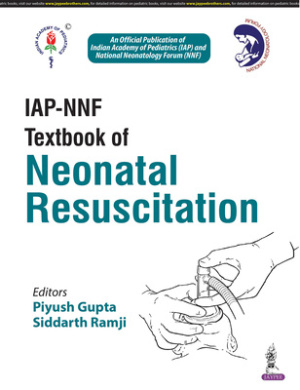 An Official Publication of
Indian Academy of Pediatrics (IAP) and
National Neonatology Forum (NNF)
IAP-NNF
Textbook of
Neonatal
Resuscitation
Editors
Piyush Gupta
Siddarth Ramji